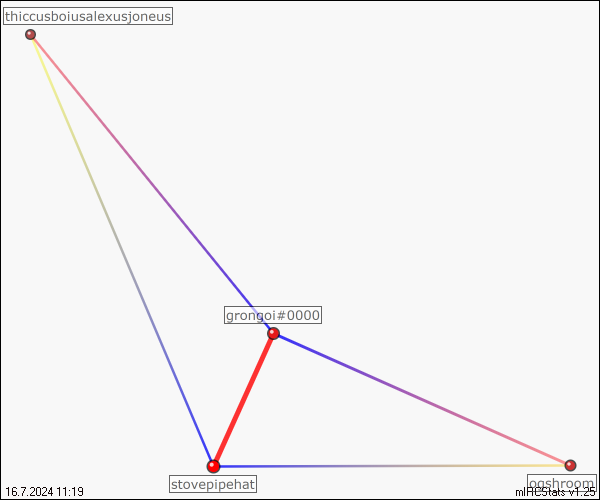 thiccusboiusalexusjoneus
grongoi#0000
stovepipehat
ogshroom
16.7.2024 11:19
mIRCStats v1.25